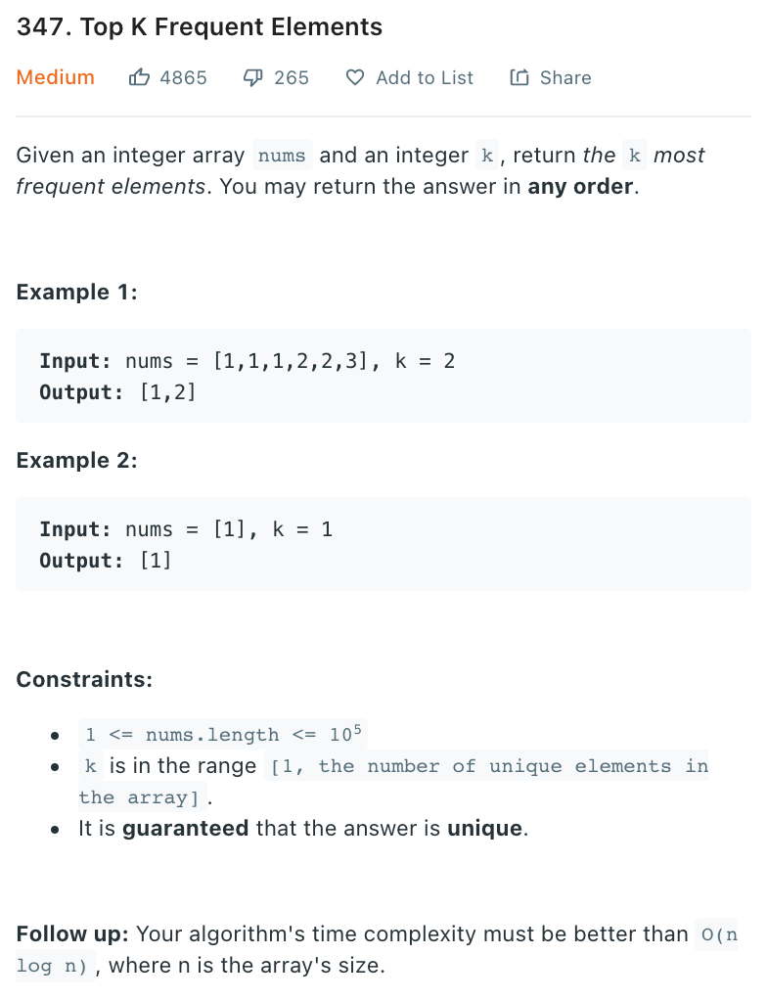 347. Top K Frequent Elements
Medium 4865 265 Add to List Share
Given an integer array nums and an integer k , return the k most
frequent elements. You may return the answer in any order.
Example 1:
Input: nums = [1,1,1,2,2,3], k = 2
Output: [1,2]
Example 2:
Input: nums = [1], k = 1
Output: [1]
Constraints:
• 1 <= nums.length <= 10⁵
• k is in the range [1, the number of unique elements in
the array] .
• It is guaranteed that the answer is unique.
Follow up: Your algorithm's time complexity must be better than O(n
log n) , where n is the array's size.